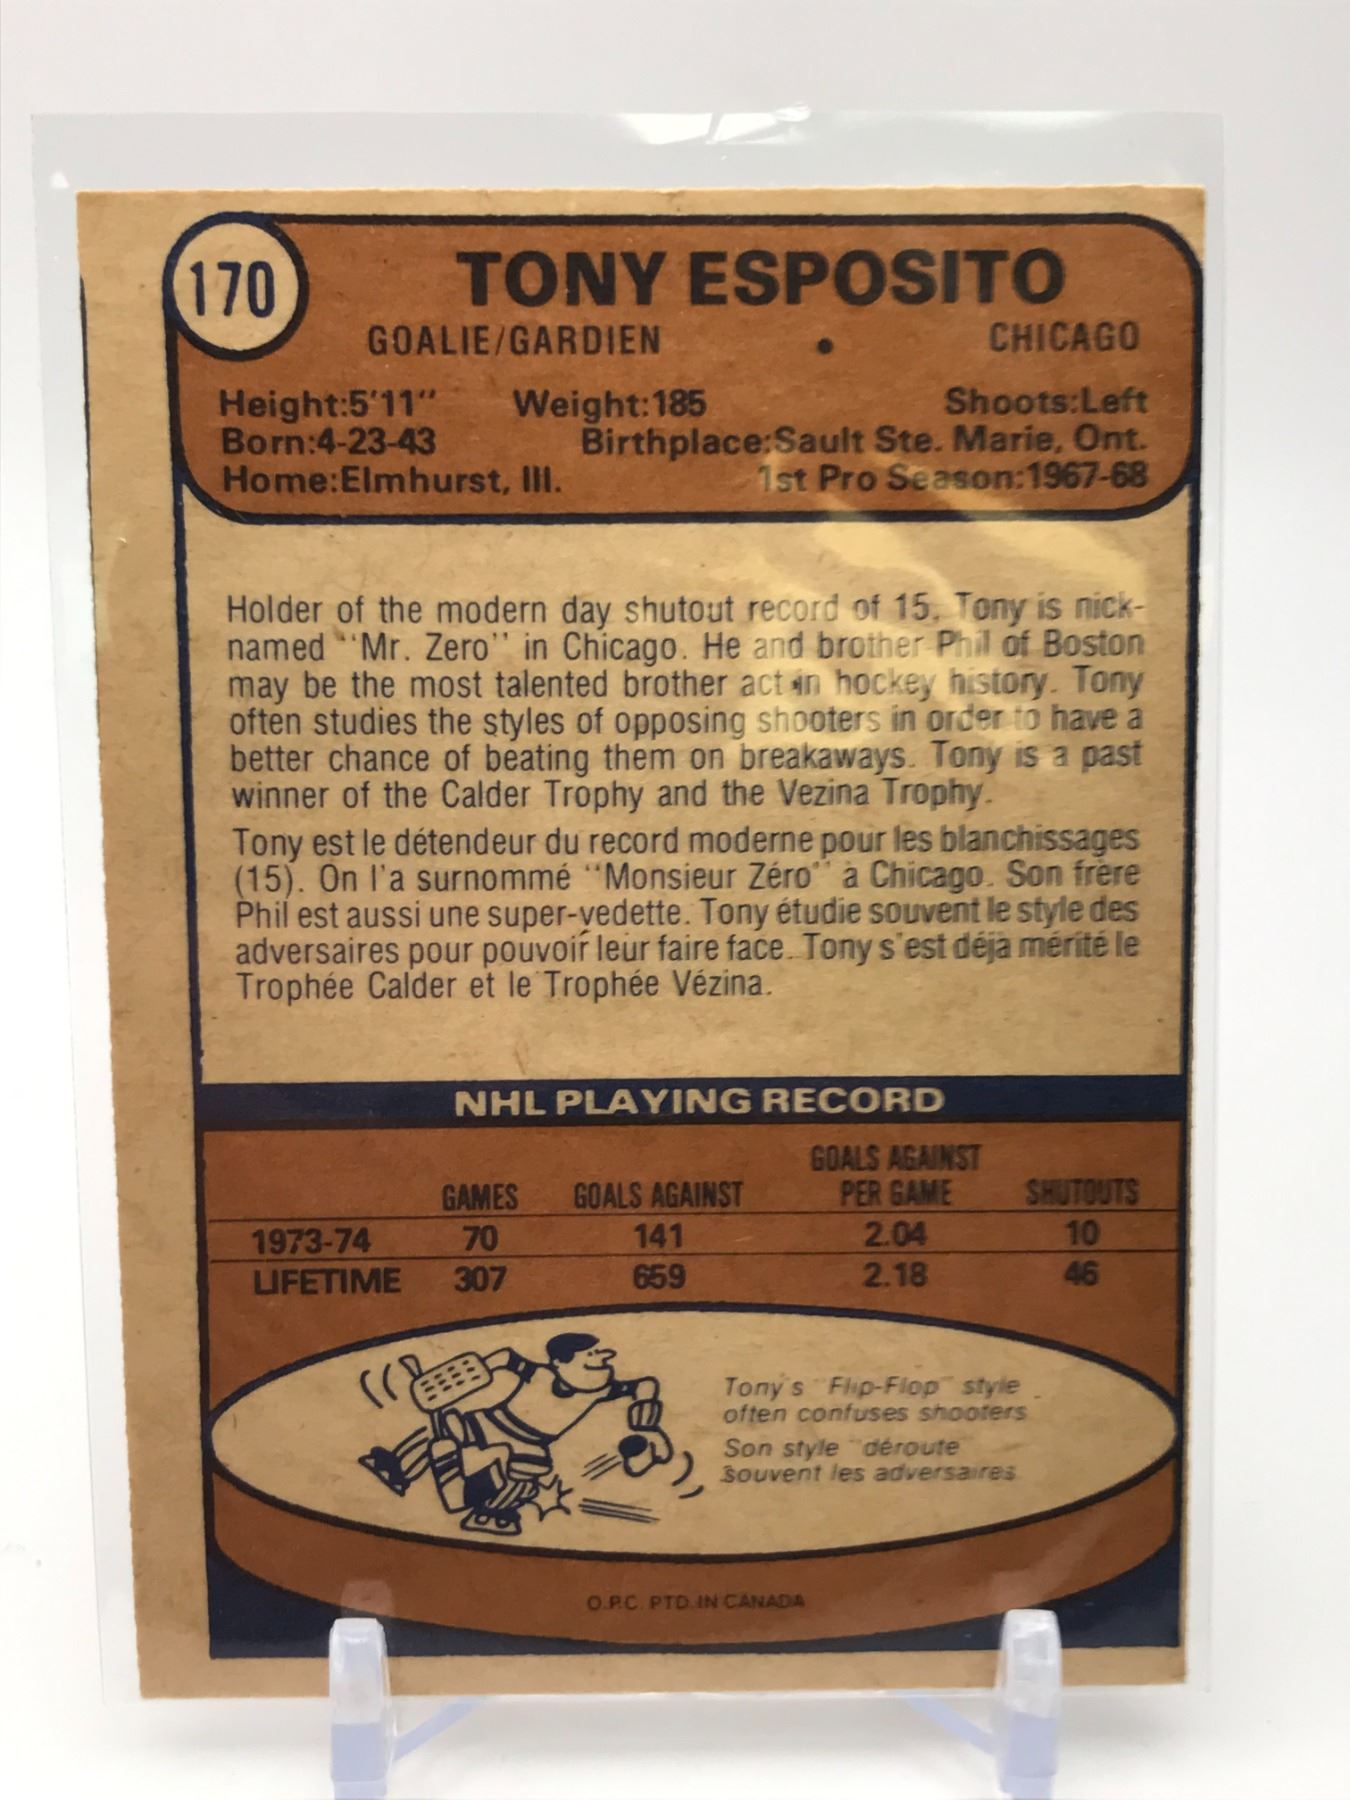 170
TONY ESPOSITO
GOALIE/GARDIEN • CHICAGO
Height:5'11" Weight:185 Shoots:Left
Born:4-23-43 Birthplace:Sault Ste. Marie, Ont.
Home:Elmhurst, Ill. 1st Pro Season:1967-68
Holder of the modern day shutout record of 15, Tony is nick-
named "Mr. Zero" in Chicago. He and brother Phil of Boston
may be the most talented brother act in hockey history. Tony
often studies the styles of opposing shooters in order to have a
better chance of beating them on breakaways. Tony is a past
winner of the Calder Trophy and the Vezina Trophy.
Tony est le détendeur du record moderne pour les blanchissages
(15). On l'a surnommé "Monsieur Zéro" à Chicago. Son frère
Phil est aussi une super-vedette. Tony étudie souvent le style des
adversaires pour pouvoir leur faire face. Tony s'est déjà mérité le
Trophée Calder et le Trophée Vézina.
NHL PLAYING RECORD
GAMES GOALS AGAINST GOALS AGAINST PER GAME SHUTOUTS
1973-74 70 141 2.04 10
LIFETIME 307 659 2.18 46
Tony's "Flip-Flop" style
often confuses shooters
Son style "déroute"
souvent les adversaires
O.P.C. PTD. IN CANADA